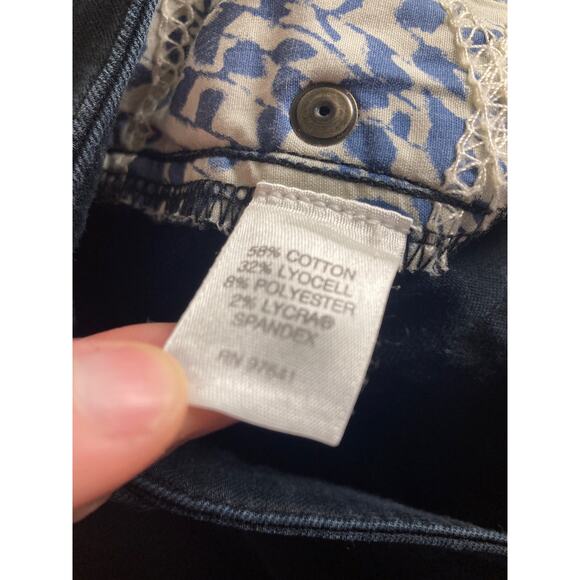 58% COTTON
32% LYOCELL
8% POLYESTER
2% LYCRA®
SPANDEX
RN 97641